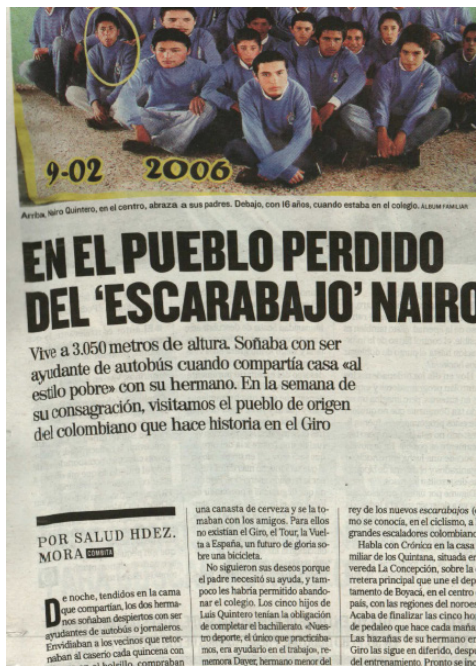 9-02 2006
Arriba, Nairo Quintero, en el centro, abraza a sus padres. Debajo, con 16 años, cuando estaba en el colegio. ÁLBUM FAMILIAR
EN EL PUEBLO PERDIDO
DEL 'ESCARABAJO' NAIRO
Vive a 3.050 metros de altura. Soñaba con ser
ayudante de autobús cuando compartía casa «al
estilo pobre» con su hermano. En la semana de
su consagración, visitamos el pueblo de origen
del colombiano que hace historia en el Giro
POR SALUD HDEZ.
MORA COMBITA
De noche, tendidos en la cama
que compartían, los dos herma-
nos soñaban despiertos con ser
ayudantes de autobús o jornaleros.
Envidiaban a los vecinos que retor-
naban al caserío cada quincena con
el bolsillo, compraban
una canasta de cerveza y se la to-
maban con los amigos. Para ellos
no existían el Giro, el Tour, la Vuel-
ta a España, un futuro de gloria so-
bre una bicicleta.
No siguieron sus deseos porque
el padre necesitó su ayuda, y tam-
poco les habría permitido abando-
nar el colegio. Los cinco hijos de
Luis Quintero tenían la obligación
de completar el bachillerato. «Nues-
tro deporte, el único que practicába-
mos, era ayudarlo en el trabajo», re-
memora Dayer, hermano menor del
rey de los nuevos escarabajos (
mo se conocía, en el ciclismo, a
grandes escaladores colombiano
Habla con Crónica en la casa
miliar de los Quintana, situada en
vereda La Concepción, sobre la
rretera principal que une el dep
tamento de Boyacá, en el centro
país, con las regiones del noroe
Acaba de finalizar las cinco ho
de pedaleo que hace cada maña
Las hazañas de su hermano e
Giro las sigue en diferido, desp
del entrenamiento. Pronto